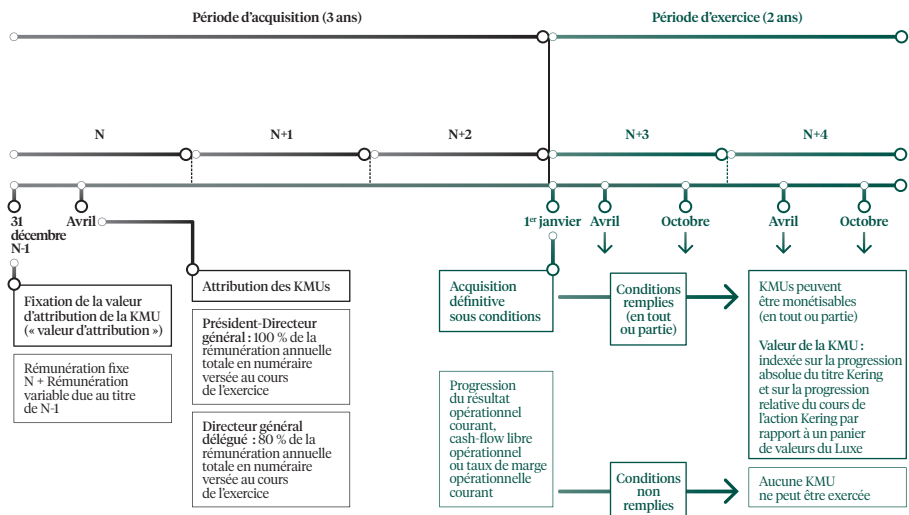 Période d'acquisition (3 ans)
Période d'exercice (2 ans)
N
N+1
N+2
N+3
N+4
31
décembre
N-1
Avril
1er janvier
Avril
Octobre
Avril
Octobre
Fixation de la valeur
d'attribution de la KMU
(« valeur d'attribution »)
Rémunération fixe
N + Rémunération
variable due au titre
de N-1
Attribution des KMUs
Président-Directeur
général : 100 % de la
rémunération annuelle
totale en numéraire
versée au cours
de l'exercice
Directeur général
délégué : 80 % de la
rémunération annuelle
totale en numéraire
versée au cours
de l'exercice
Acquisition
définitive
sous conditions
Progression
du résultat
opérationnel
courant,
cash-flow libre
opérationnel
ou taux de marge
opérationnelle
courant
Conditions
remplies
(en tout
ou partie)
Conditions
non
remplies
KMUs peuvent
être monétisables
(en tout ou partie)
Valeur de la KMU :
indexée sur la progression
absolue du titre Kering
et sur la progression
relative du cours de
l'action Kering par
rapport à un panier
de valeurs du Luxe
Aucune KMU
ne peut être exercée